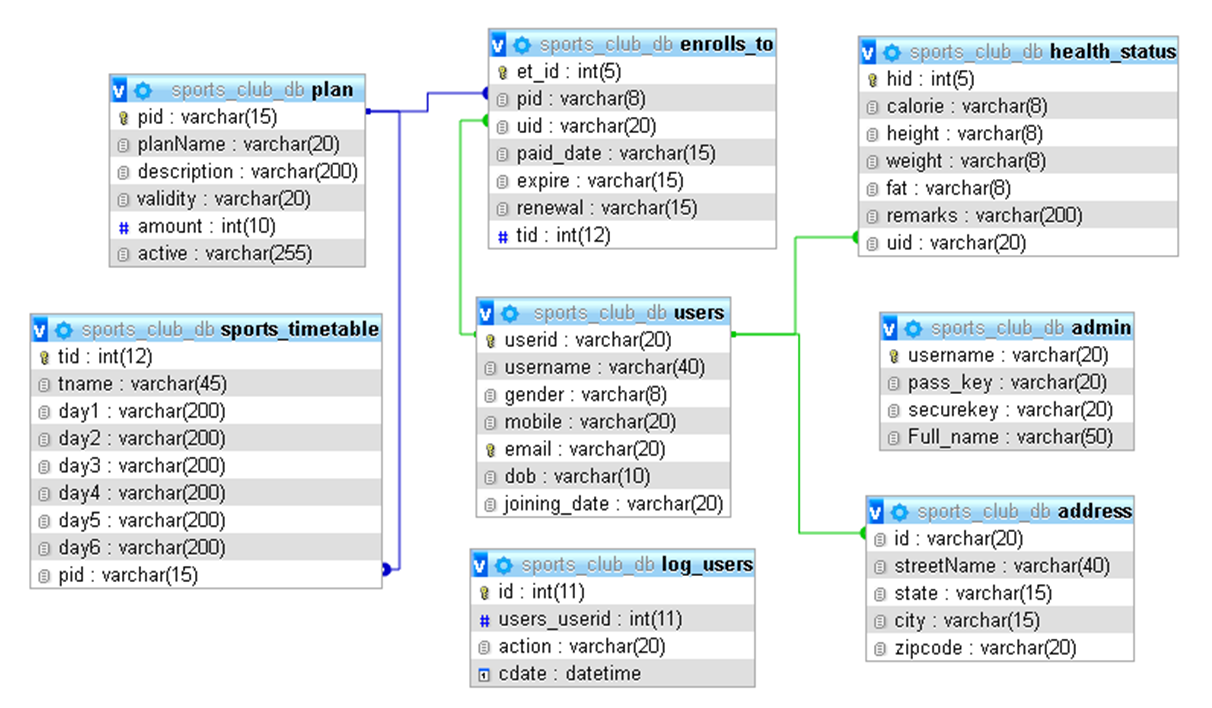 sports_club_db plan
pid : varchar(15)
planName : varchar(20)
description : varchar(200)
validity : varchar(20)
# amount : int(10)
active : varchar(255)
sports_club_db enrolls_to
et_id : int(5)
pid : varchar(8)
uid : varchar(20)
paid_date : varchar(15)
expire : varchar(15)
renewal : varchar(15)
# tid : int(12)
sports_club_db health_status
hid : int(5)
calorie : varchar(8)
height : varchar(8)
weight : varchar(8)
fat : varchar(8)
remarks : varchar(200)
uid : varchar(20)
sports_club_db sports_timetable
tid : int(12)
tname : varchar(45)
day1 : varchar(200)
day2 : varchar(200)
day3 : varchar(200)
day4 : varchar(200)
day5 : varchar(200)
day6 : varchar(200)
pid : varchar(15)
sports_club_db users
userid : varchar(20)
username : varchar(40)
gender : varchar(8)
mobile : varchar(20)
email : varchar(20)
dob : varchar(10)
joining_date : varchar(20)
sports_club_db admin
username : varchar(20)
pass_key : varchar(20)
securekey : varchar(20)
Full_name : varchar(50)
sports_club_db log_users
id : int(11)
# users_userid : int(11)
action : varchar(20)
cdate : datetime
sports_club_db address
id : varchar(20)
streetName : varchar(40)
state : varchar(15)
city : varchar(15)
zipcode : varchar(20)